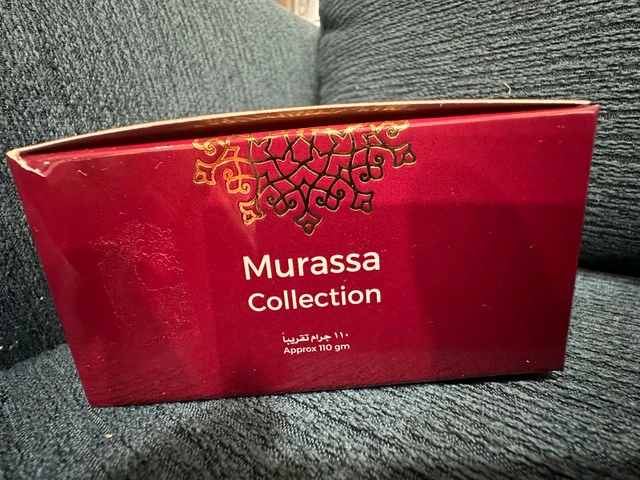 Murassa
Collection
١١٠ جرام تقريباً
Approx 110 gm